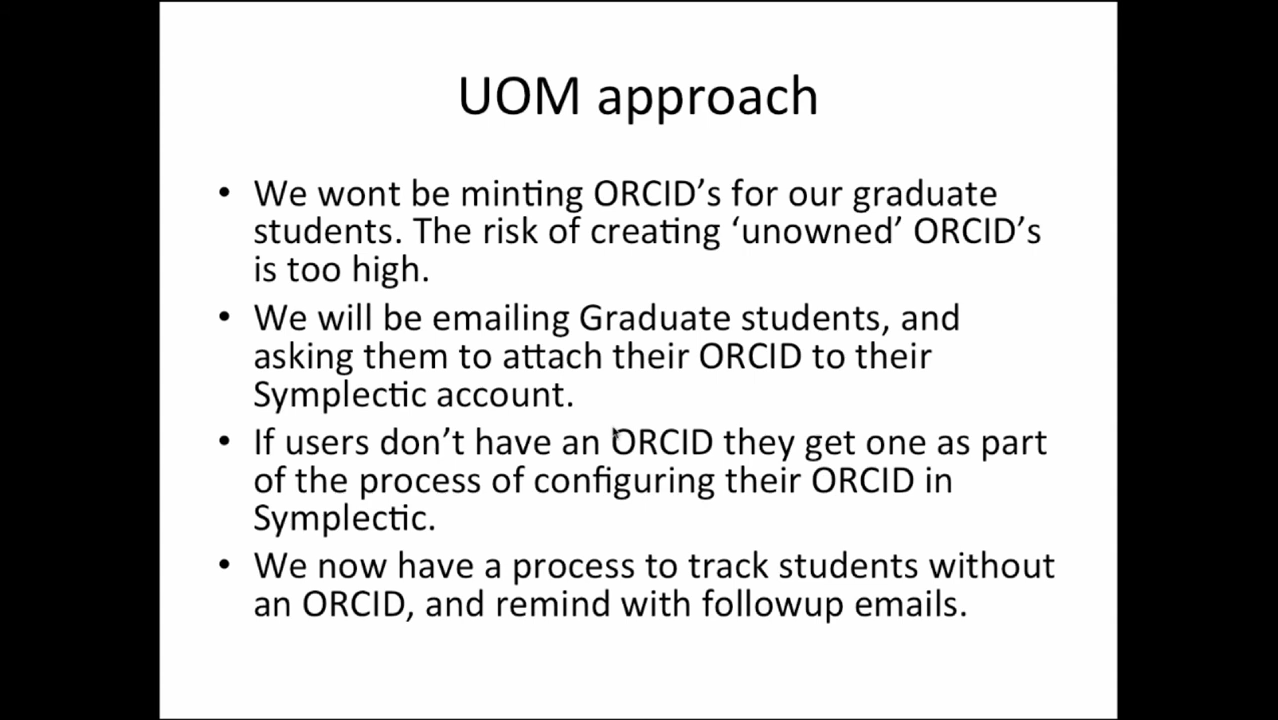 UOM approach
• We wont be minting ORCID’s for our graduate
students. The risk of creating ‘unowned’ ORCID’s
is too high.
• We will be emailing Graduate students, and
asking them to attach their ORCID to their
Symplectic account.
• If users don’t have an ORCID they get one as part
of the process of configuring their ORCID in
Symplectic.
• We now have a process to track students without
an ORCID, and remind with followup emails.